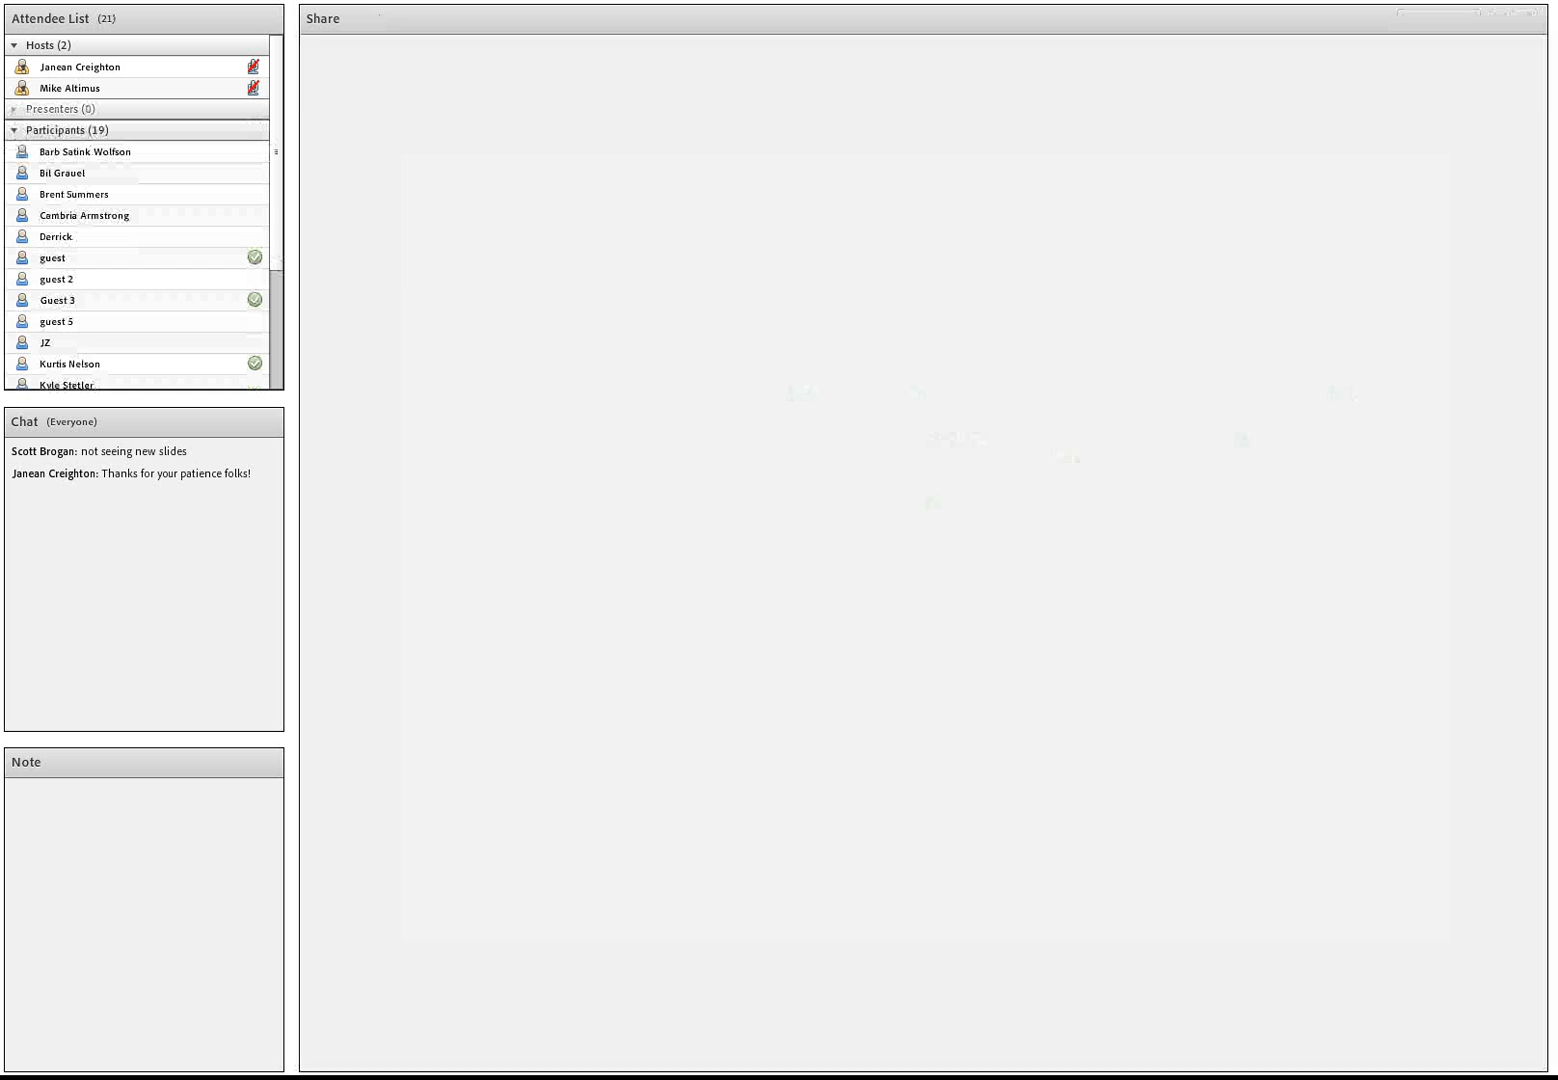 Attendee List (21)
Hosts (2)
Janean Creighton
Mike Altimus
Presenters (0)
Participants (19)
Barb Satink Wolfson
Bil Grauel
Brent Summers
Cambria Armstrong
Derrick
guest
guest 2
Guest 3
guest 5
JZ
Kurtis Nelson
Kyle Stetler
Chat (Everyone)
Scott Brogan: not seeing new slides
Janean Creighton: Thanks for your patience folks!
Note
Share